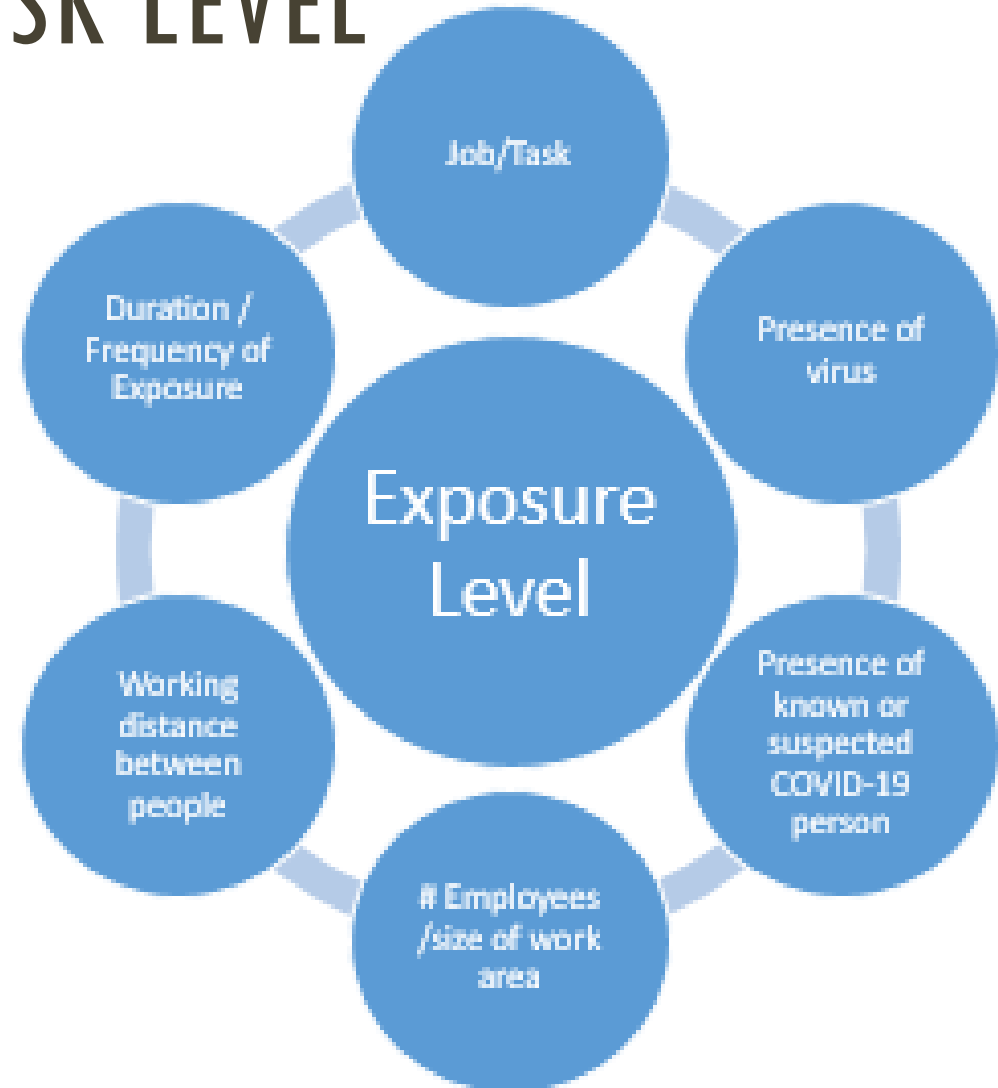 SK LEVEL
Job/Task
Presence of
virus
Presence of
known or
suspected
COVID-19
person
# Employees
/size of work
area
Working
distance
between
people
Duration /
Frequency of
Exposure
Exposure
Level